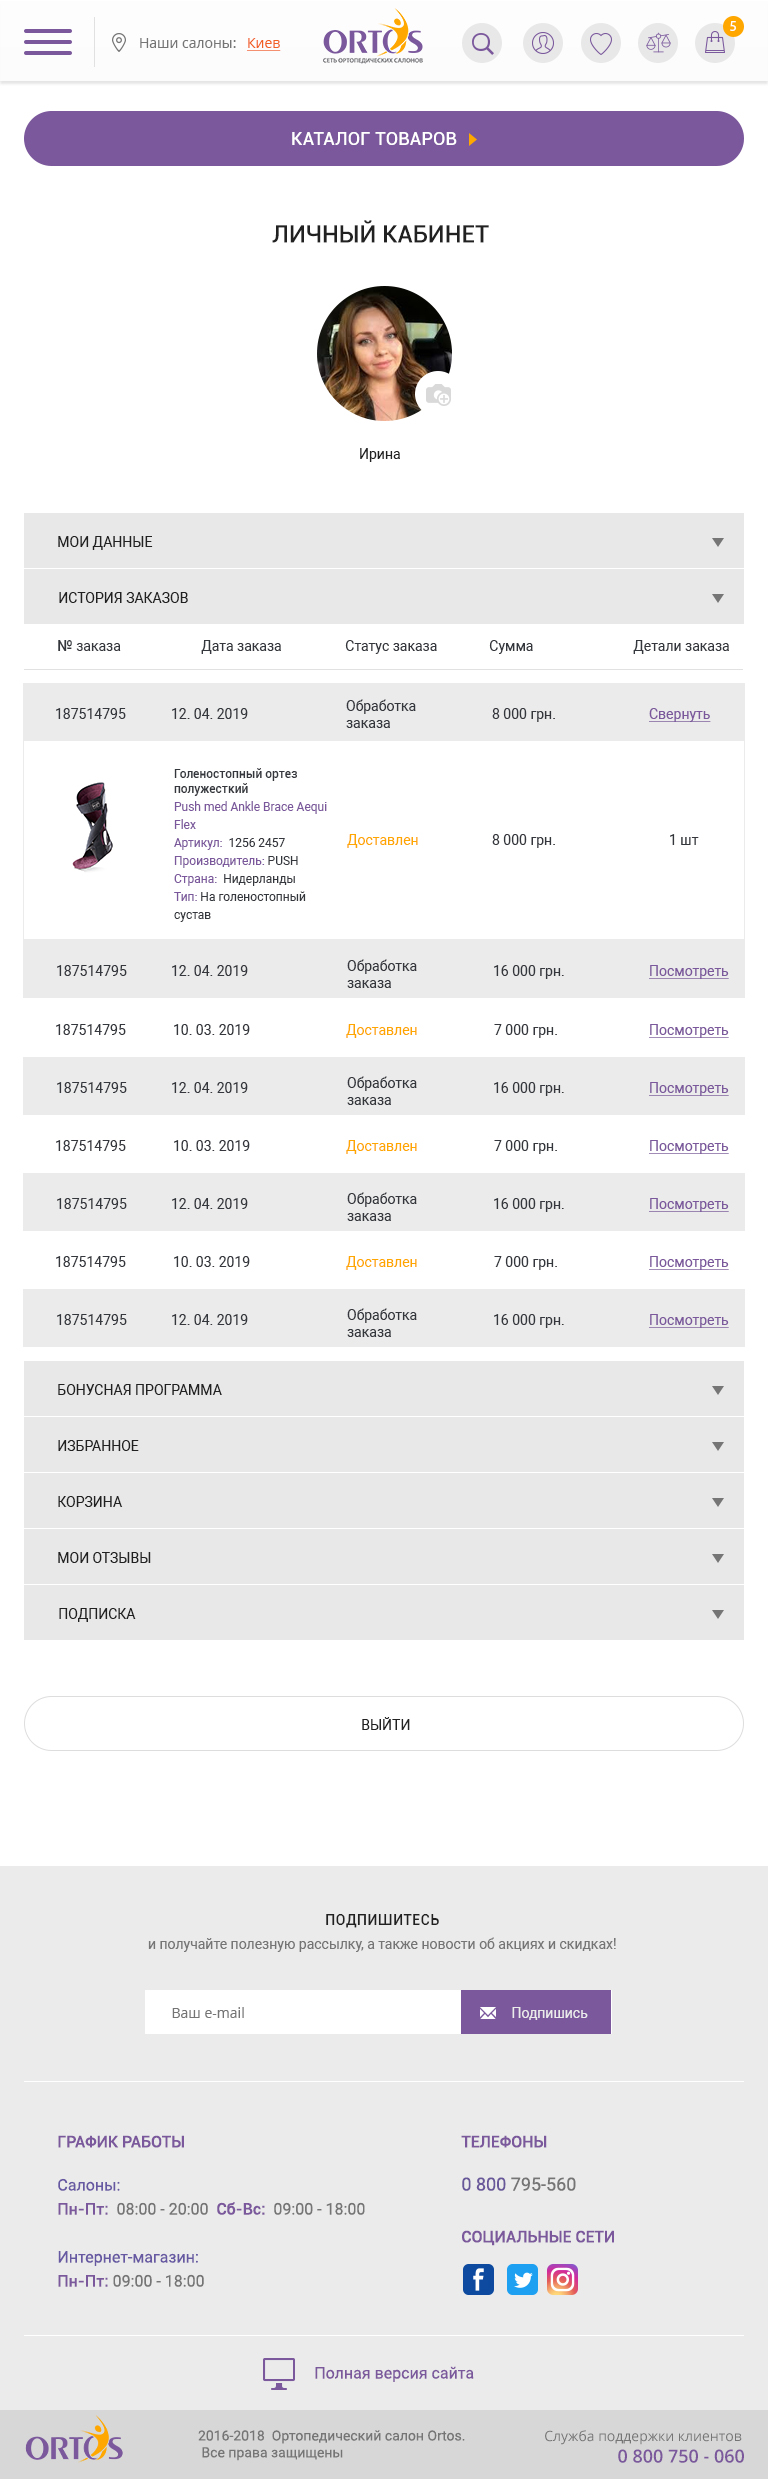 Наши салоны: Киев
ORTOS
СЕТЬ ОРТОПЕДИЧЕСКИХ САЛОНОВ
5
КАТАЛОГ ТОВАРОВ
ЛИЧНЫЙ КАБИНЕТ
Ирина
МОИ ДАННЫЕ
ИСТОРИЯ ЗАКАЗОВ
№ заказа Дата заказа Статус заказа Сумма Детали заказа
187514795 12. 04. 2019 Обработка заказа 8 000 грн. Свернуть
Голеностопный ортез
полужесткий
Push med Ankle Brace Aequi
Flex
Артикул: 1256 2457
Производитель: PUSH
Страна: Нидерланды
Тип: На голеностопный
сустав
Доставлен 8 000 грн. 1 шт
187514795 12. 04. 2019 Обработка заказа 16 000 грн. Посмотреть
187514795 10. 03. 2019 Доставлен 7 000 грн. Посмотреть
187514795 12. 04. 2019 Обработка заказа 16 000 грн. Посмотреть
187514795 10. 03. 2019 Доставлен 7 000 грн. Посмотреть
187514795 12. 04. 2019 Обработка заказа 16 000 грн. Посмотреть
187514795 10. 03. 2019 Доставлен 7 000 грн. Посмотреть
187514795 12. 04. 2019 Обработка заказа 16 000 грн. Посмотреть
БОНУСНАЯ ПРОГРАММА
ИЗБРАННОЕ
КОРЗИНА
МОИ ОТЗЫВЫ
ПОДПИСКА
ВЫЙТИ
ПОДПИШИТЕСЬ
и получайте полезную рассылку, а также новости об акциях и скидках!
Ваш e-mail Подпишись
ГРАФИК РАБОТЫ
Салоны:
Пн-Пт: 08:00 - 20:00 Сб-Вс: 09:00 - 18:00
Интернет-магазин:
Пн-Пт: 09:00 - 18:00
ТЕЛЕФОНЫ
0 800 795-560
СОЦИАЛЬНЫЕ СЕТИ
Полная версия сайта
ORTOS
2016-2018 Ортопедический салон Ortos.
Все права защищены
Служба поддержки клиентов
0 800 750 - 060